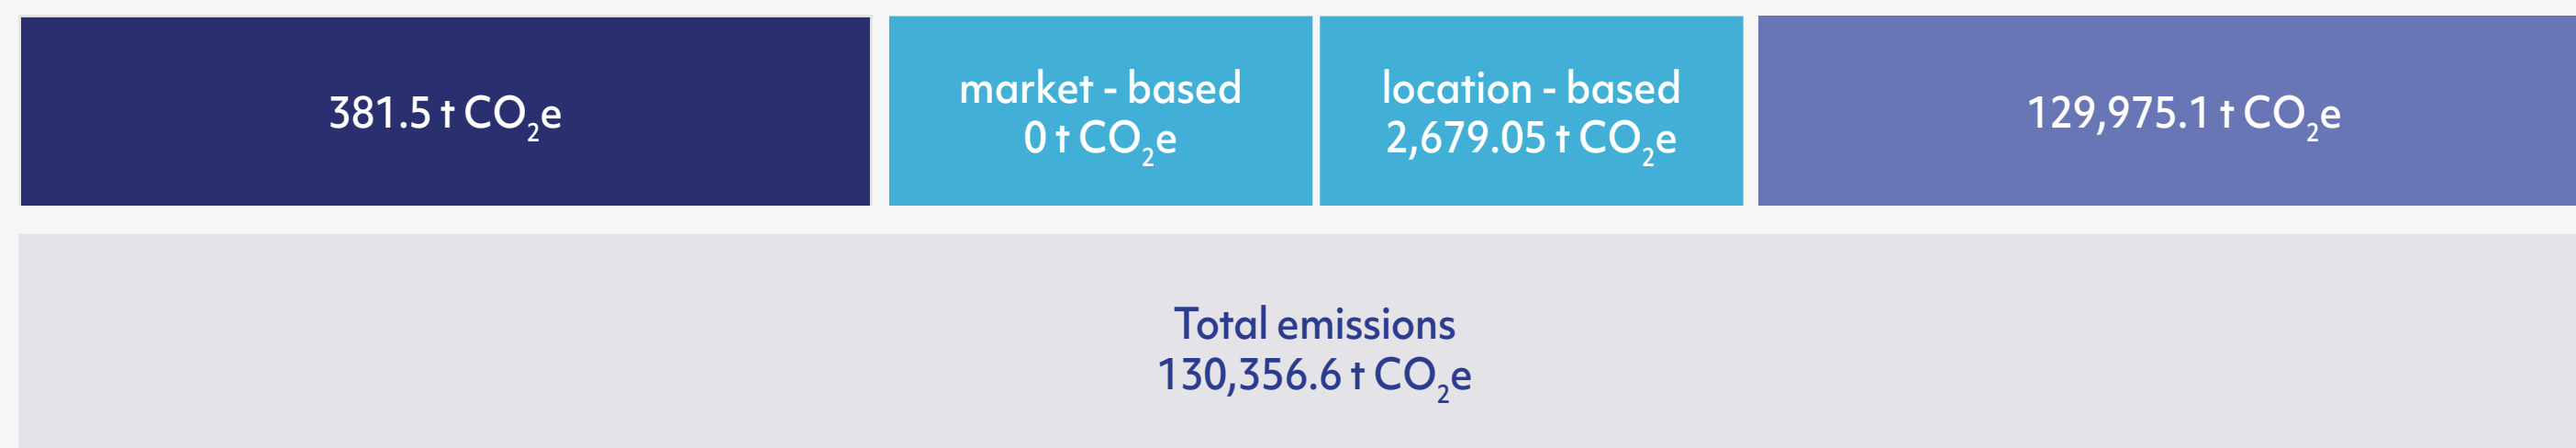 381.5 t CO₂e
market - based
0 t CO₂e
location - based
2,679.05 t CO₂e
129,975.1 t CO₂e
Total emissions
130,356.6 t CO₂e